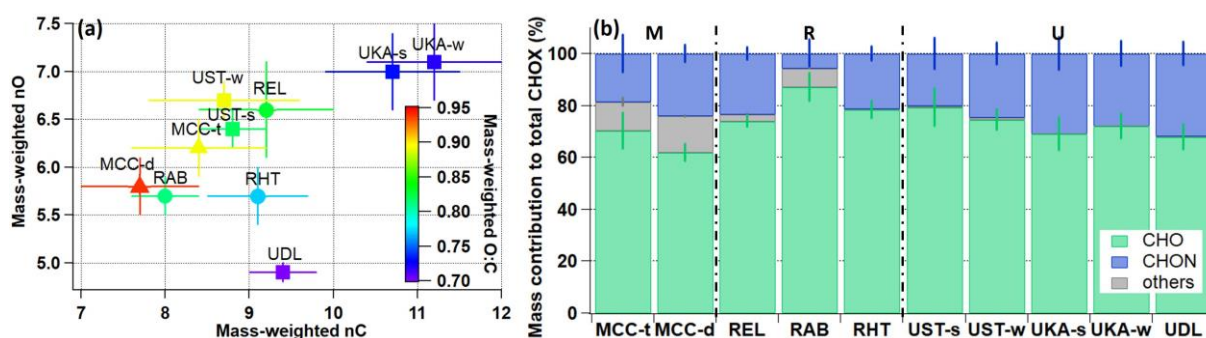 (a)
Mass-weighted nO
7.5
7.0
6.5
6.0
5.5
5.0
UKA-s
UKA-w
UST-w
REL
UST-s
MCC-t
MCC-d
RAB
RHT
UDL
0.95
0.90
0.85
0.80
0.75
0.70
Mass-weighted O:C
7 8 9 10 11 12
Mass-weighted nC
(b)
M R U
Mass contribution to total CHOX (%)
100
80
60
40
20
0
CHO
CHON
others
MCC-t MCC-d REL RAB RHT UST-s UST-w UKA-s UKA-w UDL